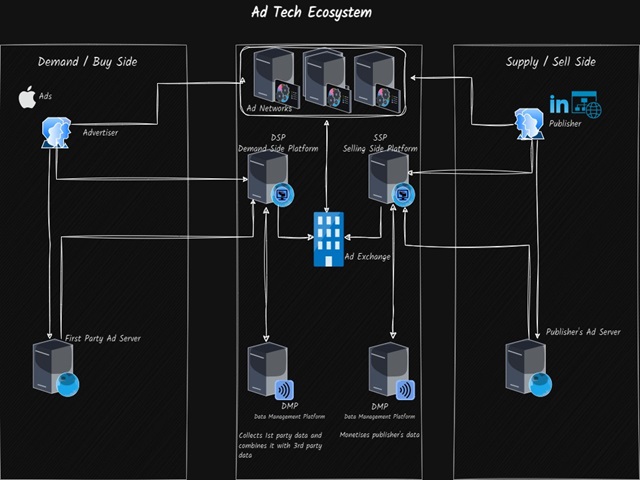 Ad Tech Ecosystem
Demand / Buy Side
Supply / Sell Side
Ads
in
Ad Networks
Advertiser
Publisher
DSP
Demand Side Platform
SSP
Selling Side Platform
Ad Exchange
First Party Ad Server
Publisher's Ad Server
DMP
Data Management Platform
Collects 1st party data and
combines it with 3rd party
data
DMP
Data Management Platform
Monetises publisher's data